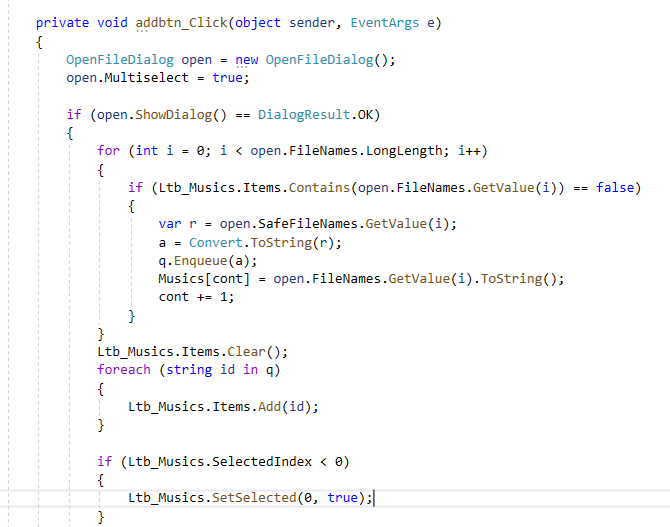 private void addbtn_Click(object sender, EventArgs e)
{
OpenFileDialog open = new OpenFileDialog();
open.Multiselect = true;
if (open.ShowDialog() == DialogResult.OK)
{
for (int i = 0; i < open.FileNames.LongLength; i++)
{
if (Ltb_Musics.Items.Contains(open.FileNames.GetValue(i)) == false)
{
var r = open.SafeFileNames.GetValue(i);
a = Convert.ToString(r);
q.Enqueue(a);
Musics[cont] = open.FileNames.GetValue(i).ToString();
cont += 1;
}
}
Ltb_Musics.Items.Clear();
foreach (string id in q)
{
Ltb_Musics.Items.Add(id);
}
if (Ltb_Musics.SelectedIndex < 0)
{
Ltb_Musics.SetSelected(0, true);
}